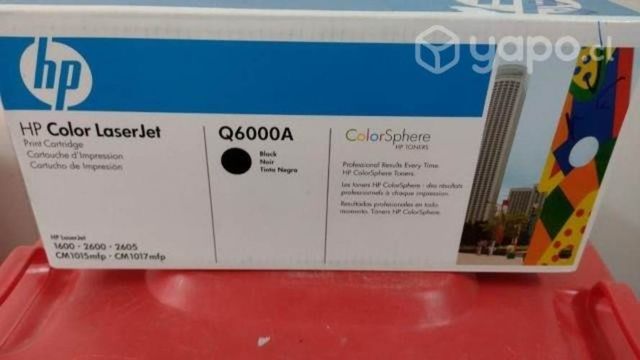 yapo.cl
hp
HP Color LaserJet
Print Cartridge
Cartouche d'Impression
Cartucho de Impresión
HP LaserJet
1600 · 2600 · 2605
CM1015mfp · CM1017mfp
Q6000A
Black
Noir
Tinta Negra
ColorSphere
HP TONERS
Professional Results Every Time.
HP ColorSphere Toners.
Les toners HP ColorSphere : des résultats
professionnels à chaque impression.
Resultados profesionales en todo
momento. Toners HP ColorSphere.